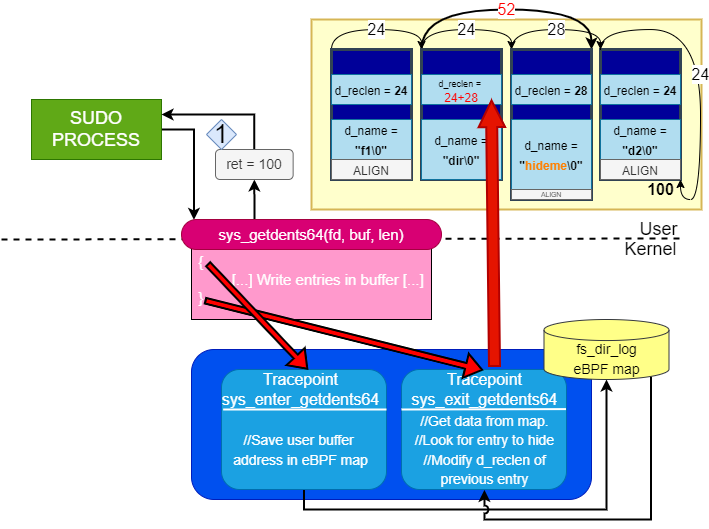 52
24
24
28
24
d_reclen = 24
d_name =
"f1\0"
ALIGN
d_reclen =
24+28
d_name =
"dir\0"
d_reclen = 28
d_name =
"hideme\0"
ALIGN
d_reclen = 24
d_name =
"d2\0"
ALIGN
100
SUDO
PROCESS
1
ret = 100
sys_getdents64(fd, buf, len)
User
Kernel
{
[...] Write entries in buffer [...]
}
fs_dir_log
eBPF map
Tracepoint
sys_enter_getdents64
//Save user buffer
address in eBPF map
Tracepoint
sys_exit_getdents64
//Get data from map.
//Look for entry to hide
//Modify d_reclen of
previous entry